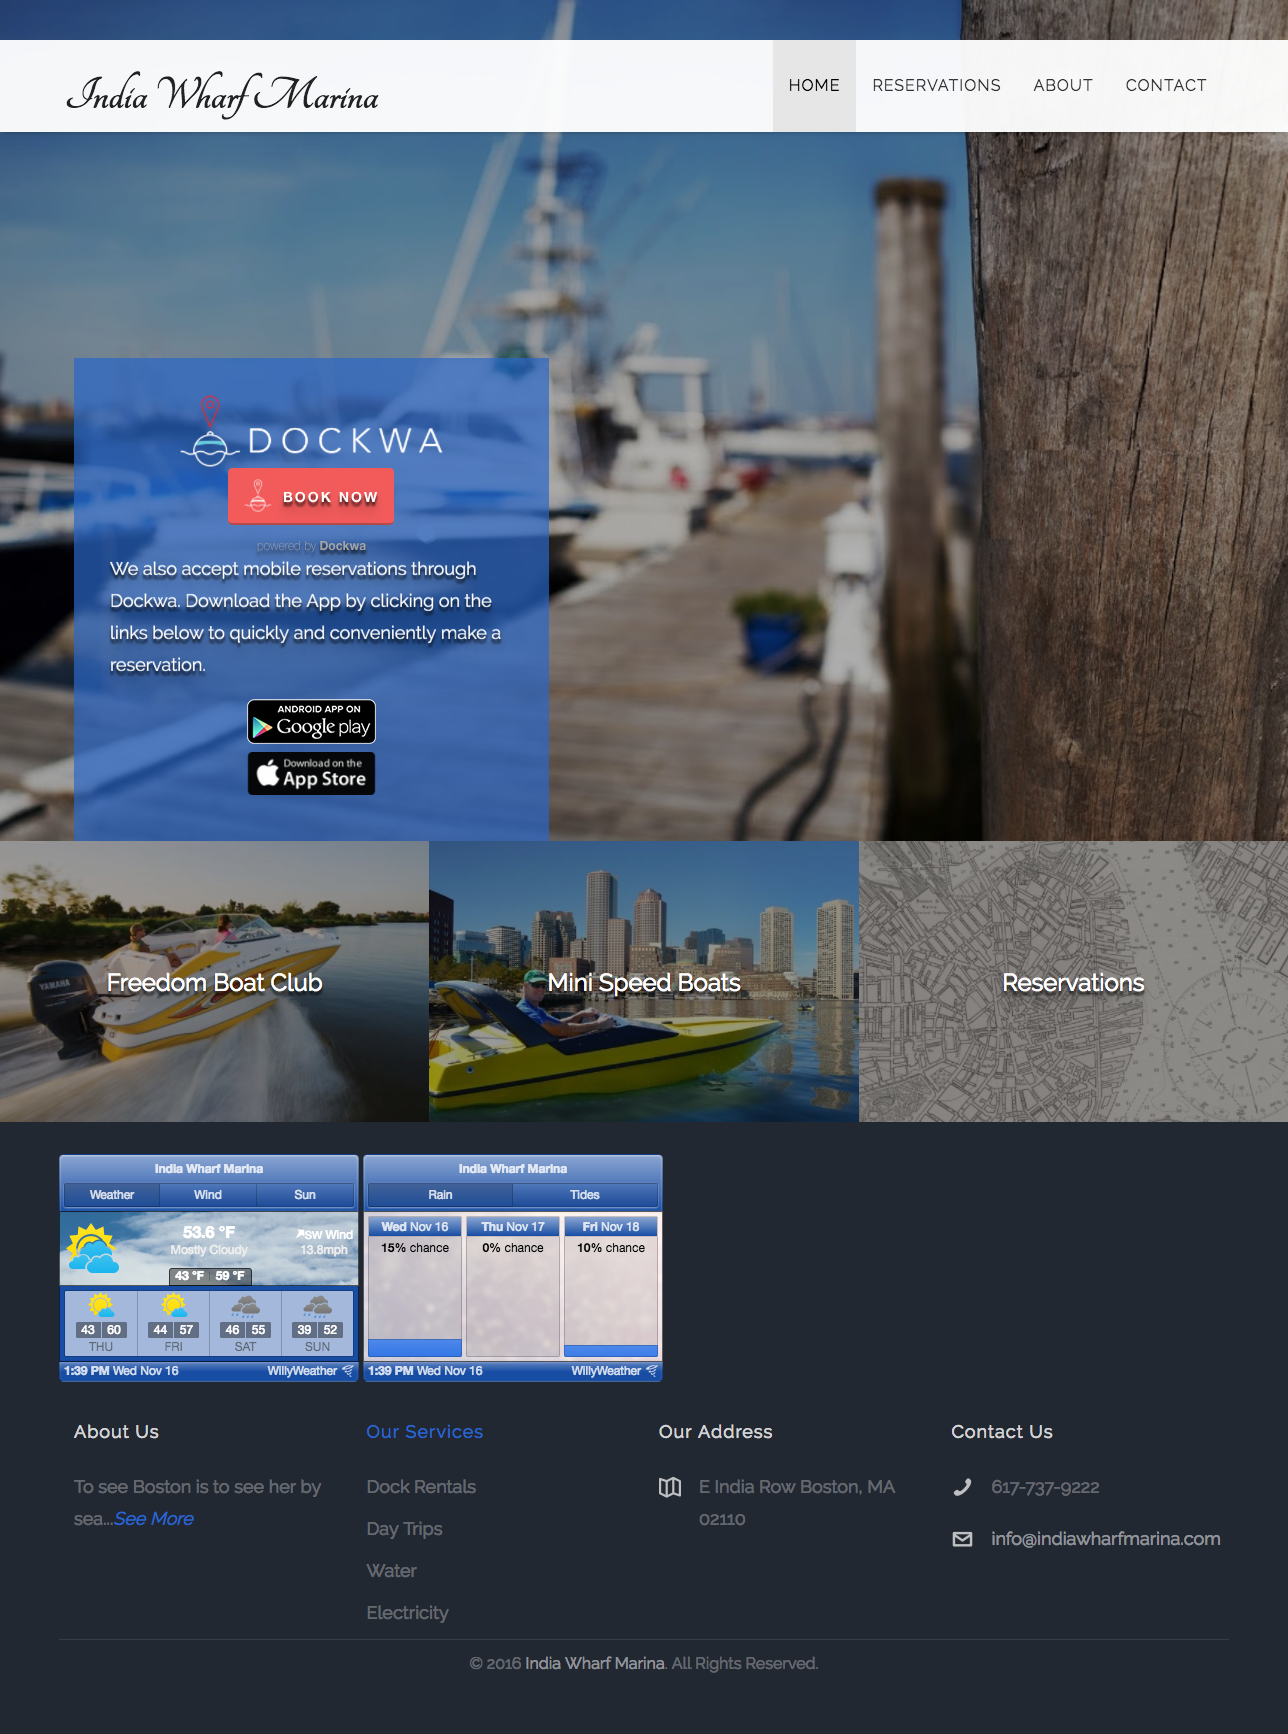 India Wharf Marina
HOME RESERVATIONS ABOUT CONTACT
DOCKWA
BOOK NOW
powered by Dockwa
We also accept mobile reservations through
Dockwa. Download the App by clicking on the
links below to quickly and conveniently make a
reservation.
ANDROID APP ON
Google play
Download on the
App Store
YAMAHA
Freedom Boat Club
Mini Speed Boats
Reservations
India Wharf Marina
Weather Wind Sun
53.6 °F
Mostly Cloudy
SW Wind
13.8mph
43 °F 59 °F
43 60 44 57 46 55 39 52
THU FRI SAT SUN
1:39 PM Wed Nov 16 WillyWeather
India Wharf Marina
Rain Tides
Wed Nov 16 Thu Nov 17 Fri Nov 18
15% chance 0% chance 10% chance
1:39 PM Wed Nov 16 WillyWeather
About Us
To see Boston is to see her by
sea...See More
Our Services
Dock Rentals
Day Trips
Water
Electricity
Our Address
E India Row Boston, MA
02110
Contact Us
617-737-9222
info@indiawharfmarina.com
© 2016 India Wharf Marina. All Rights Reserved.